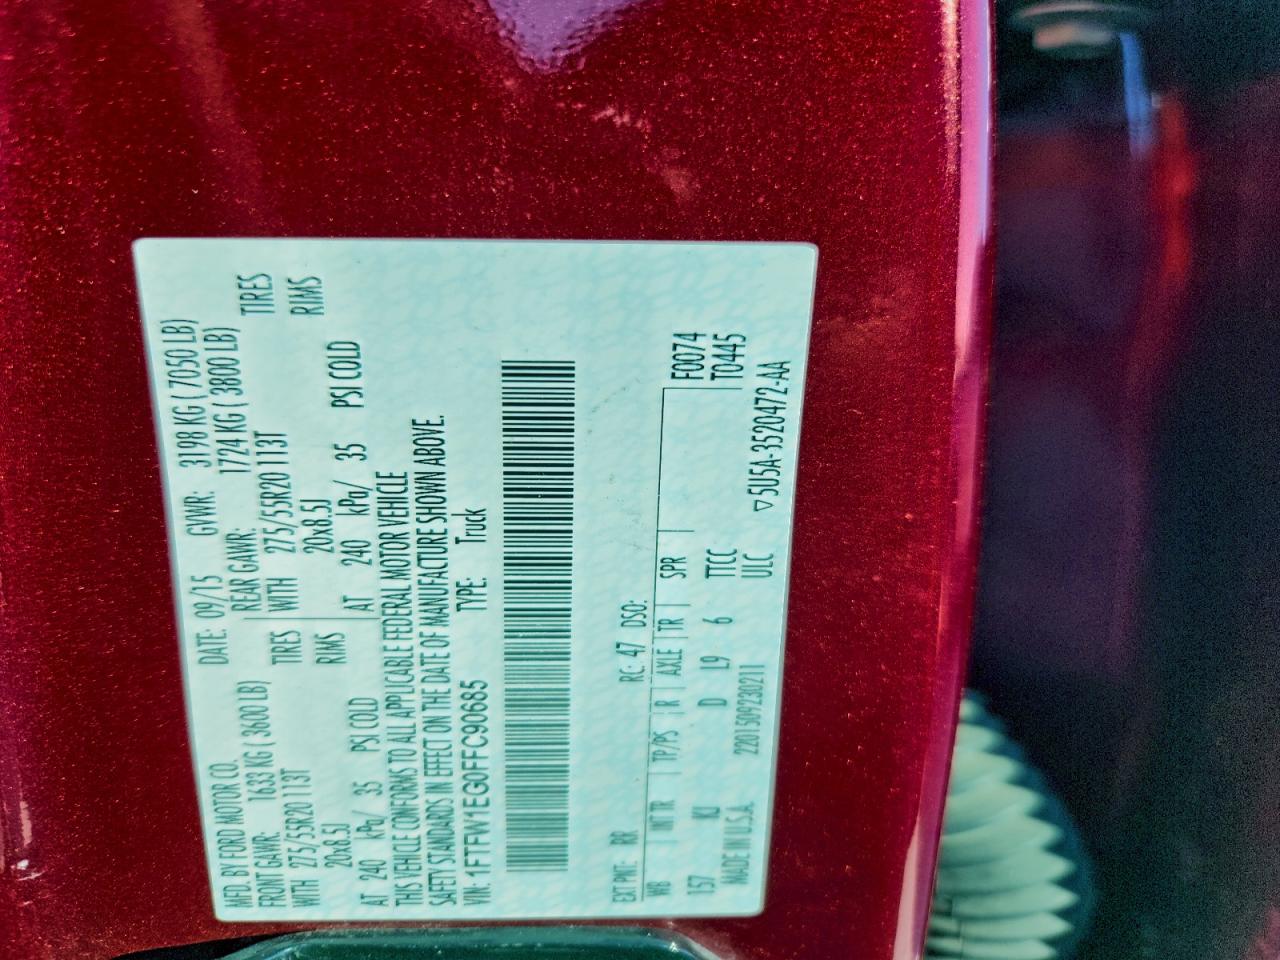 MFD. BY FORD MOTOR CO.
DATE: 09/15 GVWR: 3198 KG ( 7050 LB)
FRONT GAWR: 1633 KG ( 3600 LB)
REAR GAWR: 1724 KG ( 3800 LB)
WITH 275/55R20 113T TIRES
WITH 275/55R20 113T TIRES
20x8.5J RIMS
20x8.5J RIMS
AT 240 kPa/ 35 PSI COLD
AT 240 kPa/ 35 PSI COLD
THIS VEHICLE CONFORMS TO ALL APPLICABLE FEDERAL MOTOR VEHICLE
SAFETY STANDARDS IN EFFECT ON THE DATE OF MANUFACTURE SHOWN ABOVE.
VIN: 1FTFW1EG0FFC90685 TYPE: Truck
EXT PNT: RR RC: 47 DSO:
WB INT TR TP/PS R AXLE TR SPR F0074
157 KJ D L9 6 TTCC T0445
MADE IN U.S.A. 2201509230211 ULC
▽5U5A-3520472-AA